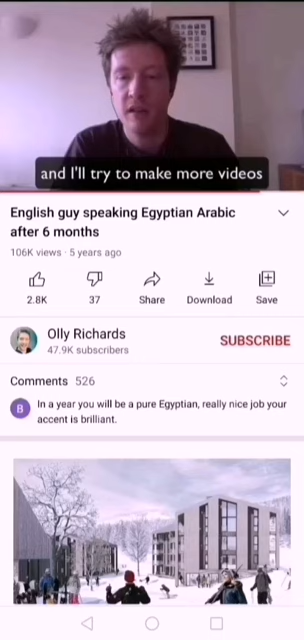 and I'll try to make more videos
English guy speaking Egyptian Arabic
after 6 months
106K views · 5 years ago
2.8K
37
Share
Download
Save
Olly Richards
47.9K subscribers
SUBSCRIBE
Comments 526
B
In a year you will be a pure Egyptian, really nice job your
accent is brilliant.